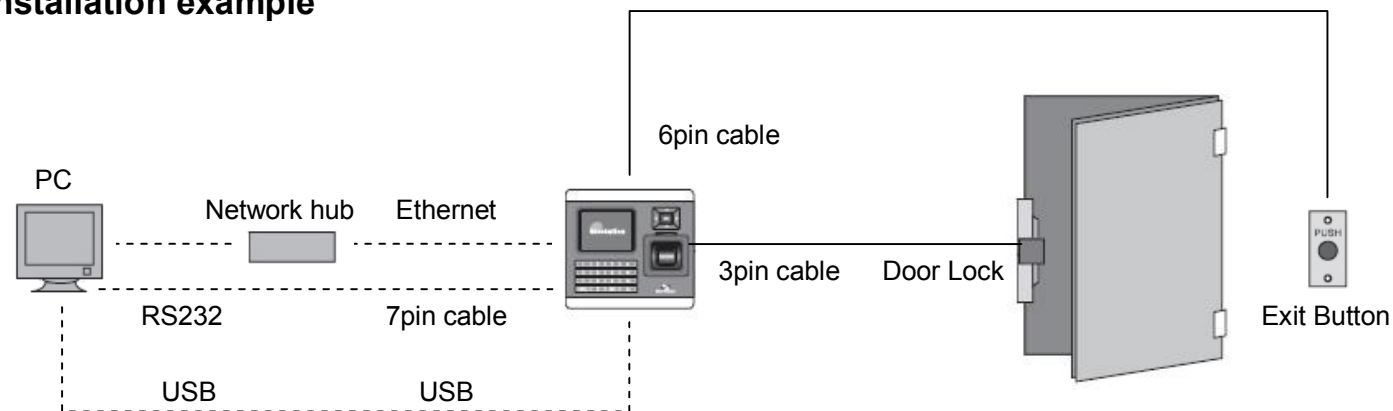 nstallation example
6pin cable
PC
Network hub
Ethernet
PUSH
3pin cable
Door Lock
RS232
7pin cable
Exit Button
USB
USB